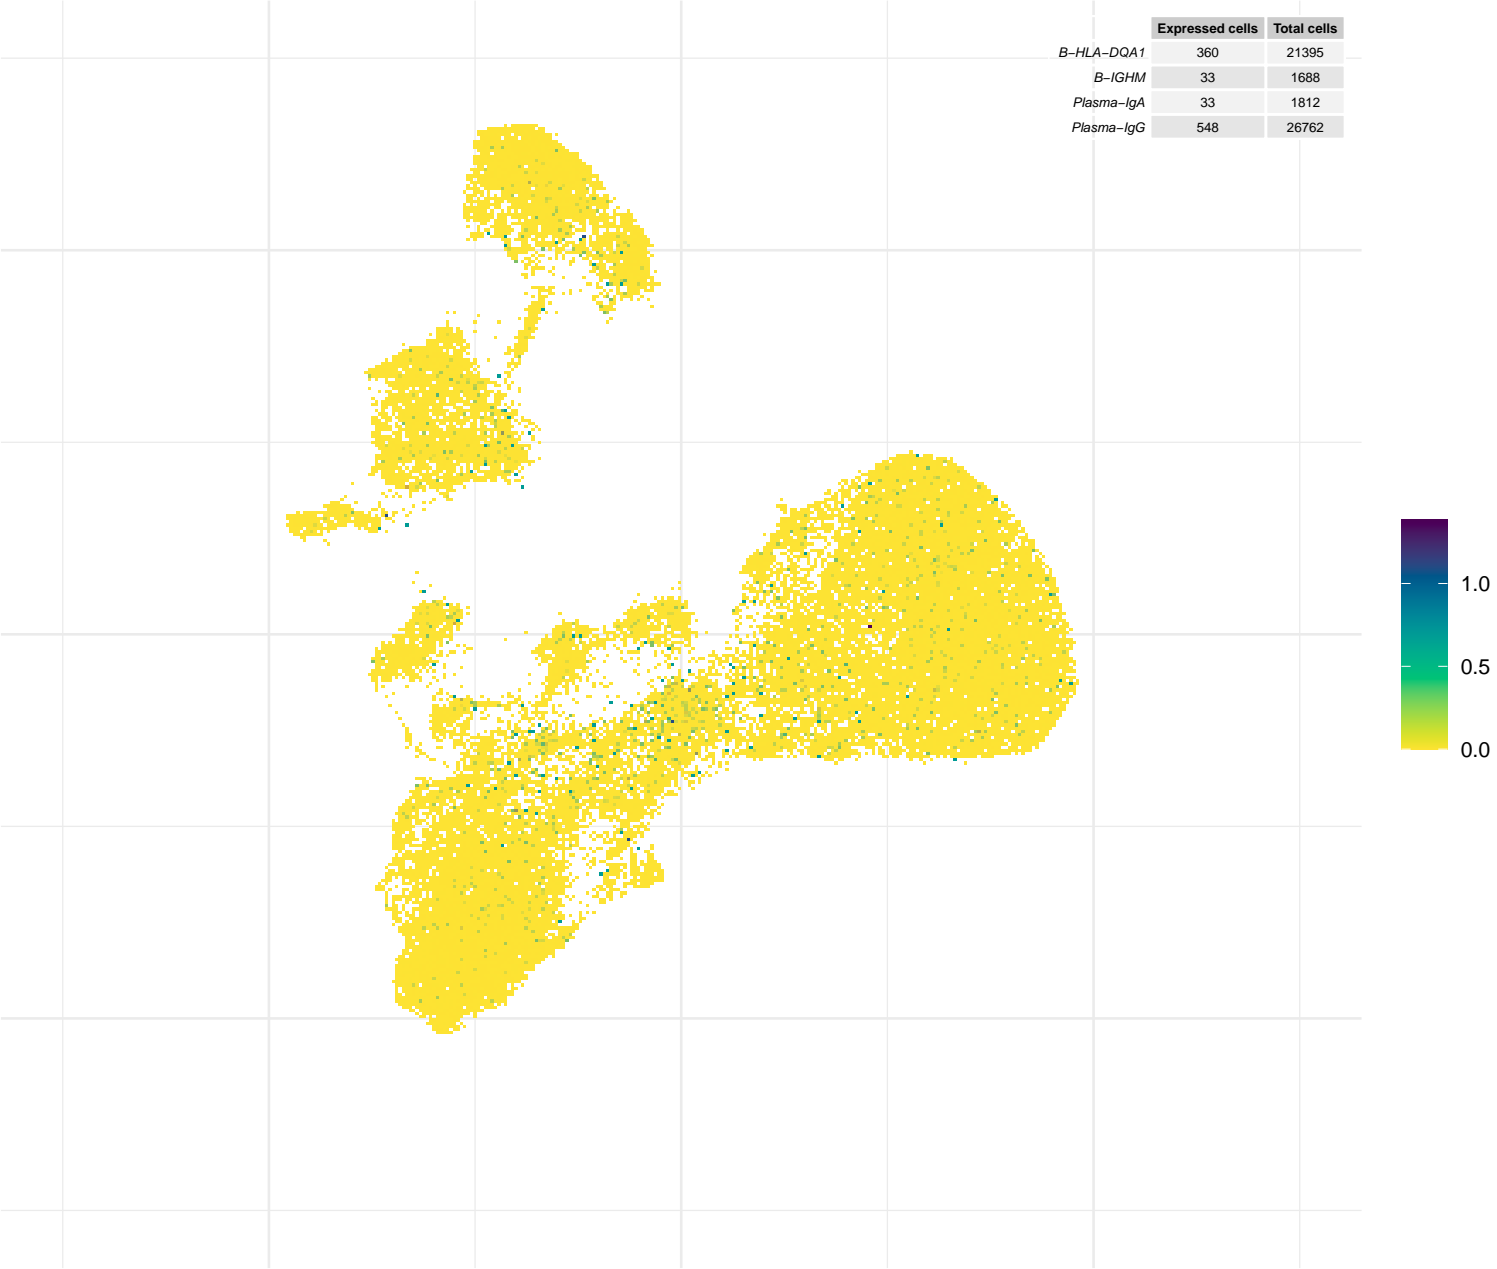 Expressed cells Total cells
B−HLA−DQA1 360 21395
B−IGHM 33 1688
Plasma−IgA 33 1812
Plasma−IgG 548 26762
1.0
0.5
0.0